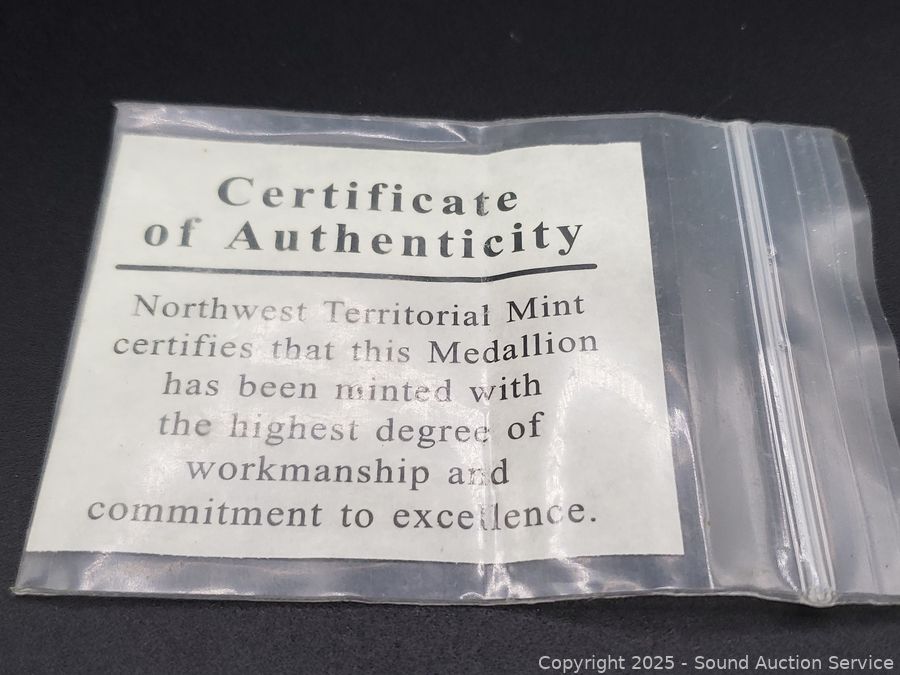 Certificate
of Authenticity
Northwest Territorial Mint
certifies that this Medallion
has been minted with
the highest degree of
workmanship and
commitment to excellence.
Copyright 2025 - Sound Auction Service